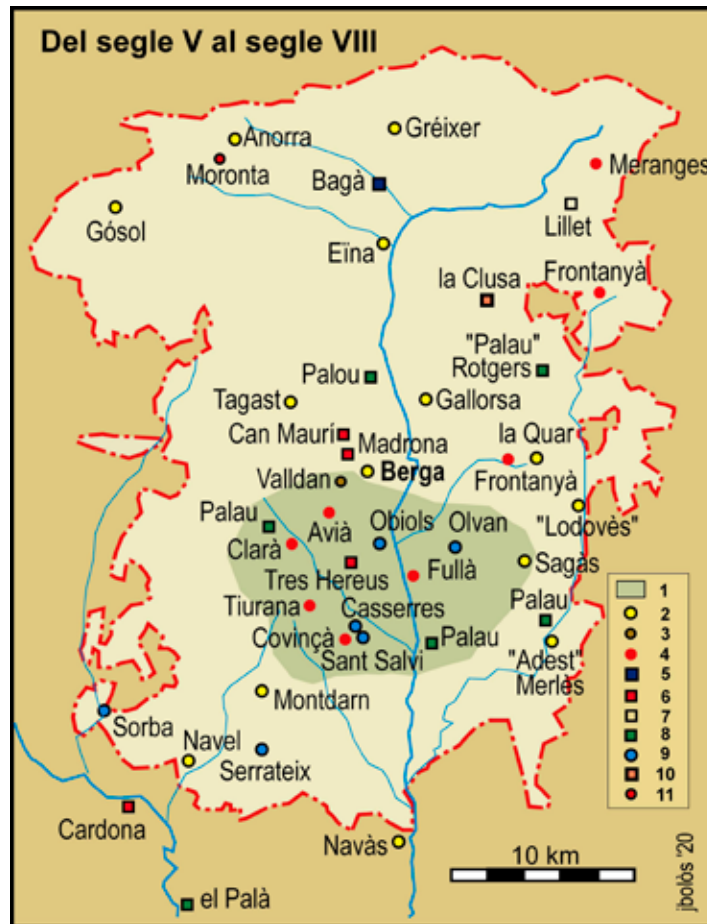 Del segle V al segle VIII
Anorra
Gréixer
Moronta
Meranges
Bagà
Gósol
Lillet
Eïna
Frontanyà
la Clusa
"Palau"
Rotgers
Palou
Tagast
Gallorsa
Can Maurí
la Quar
Madrona
Berga
Valldan
Frontanyà
"Lodovès"
Palau
Avià
Obiols
Olvan
Clarà
Sagàs
Tres Hereus
Fullà
Tiurana
Casserres
Palau
Covinçà
Palau
Sant Salvi
"Adest"
Merlès
Montdarn
Sorba
Navel
Serrateix
Cardona
Navàs
el Palà
1
2
3
4
5
6
7
8
9
10
11
10 km
jbolòs '20